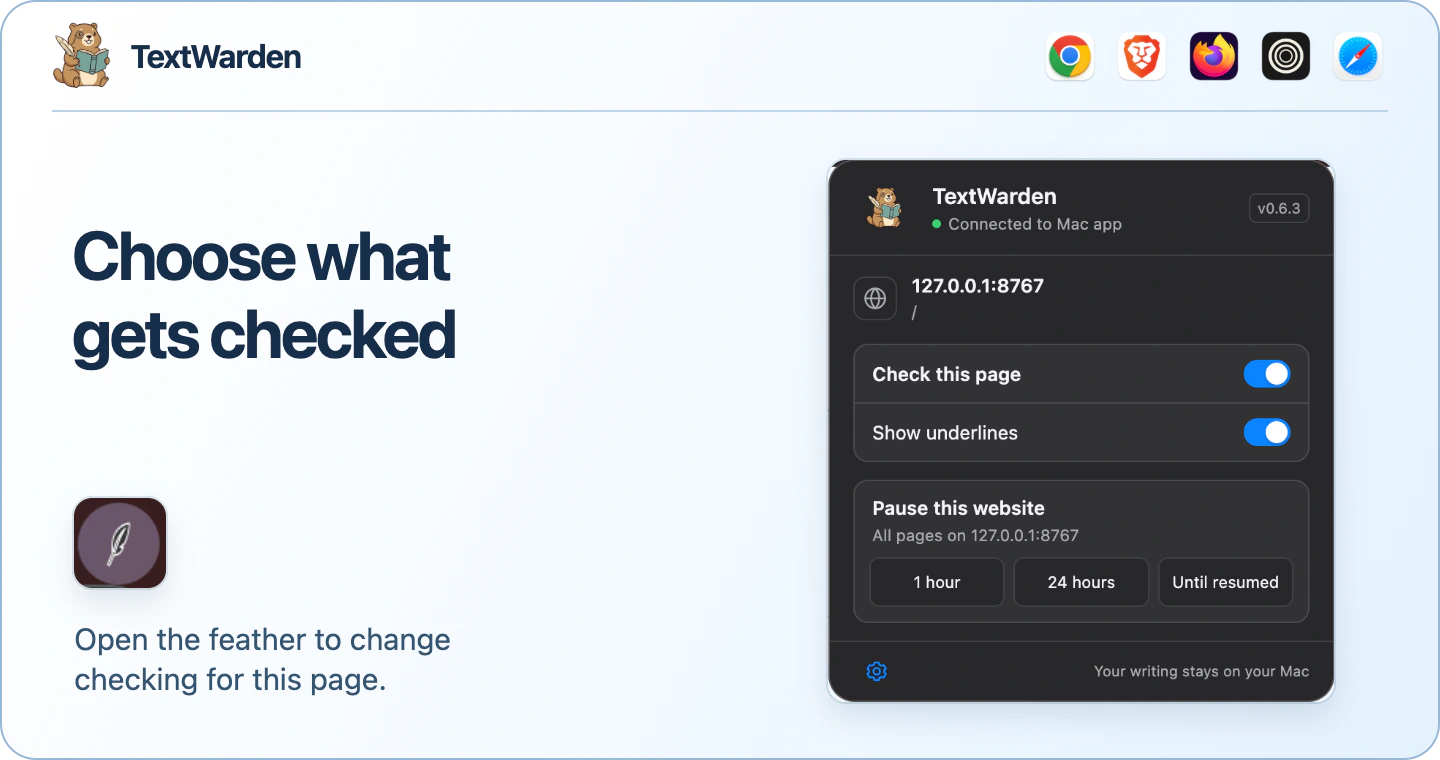 TextWarden
Choose what
gets checked
Open the feather to change
checking for this page.
TextWarden
Connected to Mac app
v0.6.3
127.0.0.1:8767
/
Check this page
Show underlines
Pause this website
All pages on 127.0.0.1:8767
1 hour
24 hours
Until resumed
Your writing stays on your Mac